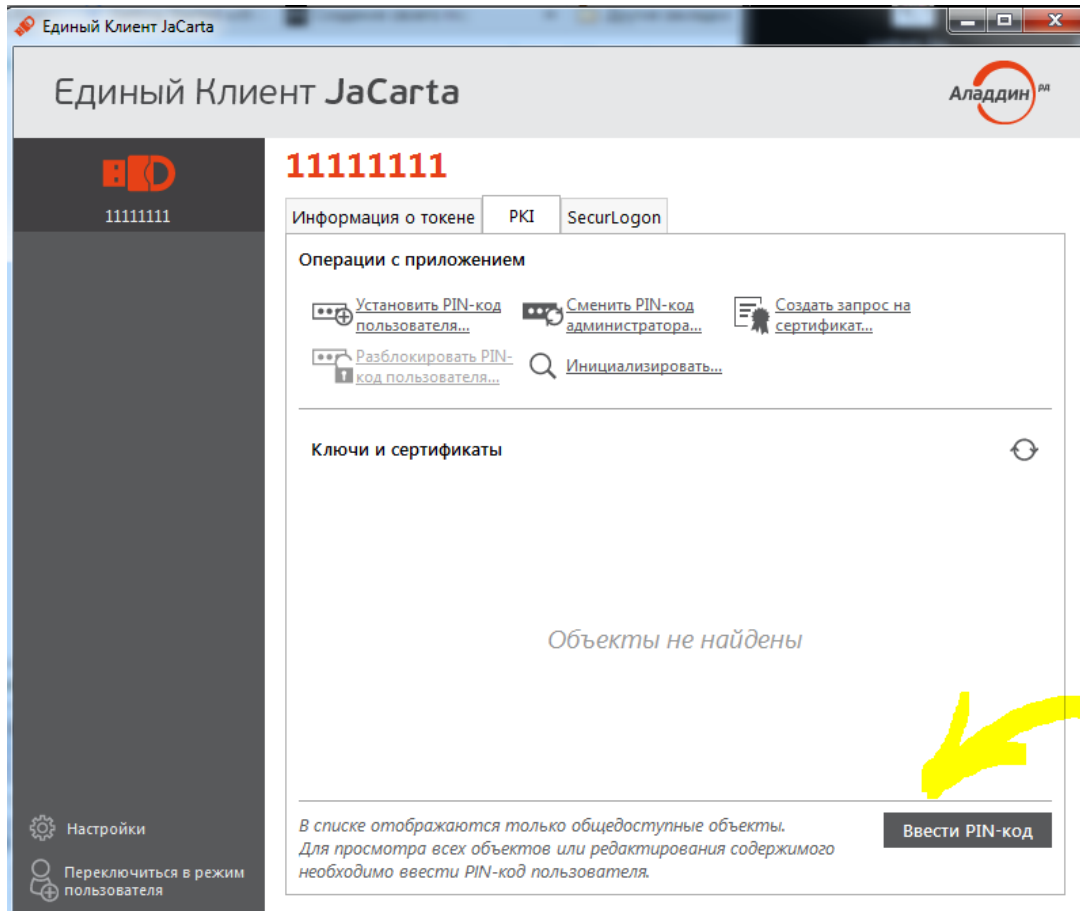 Единый Клиент JaCarta
Единый Клиент JaCarta
Аладдин РД
11111111
11111111
Информация о токене PKI SecurLogon
Операции с приложением
Установить PIN-код
пользователя...
Сменить PIN-код
администратора...
Создать запрос на
сертификат...
Разблокировать PIN-
код пользователя...
Инициализировать...
Ключи и сертификаты
Объекты не найдены
В списке отображаются только общедоступные объекты.
Для просмотра всех объектов или редактирования содержимого
необходимо ввести PIN-код пользователя.
Ввести PIN-код
Настройки
Переключиться в режим
пользователя